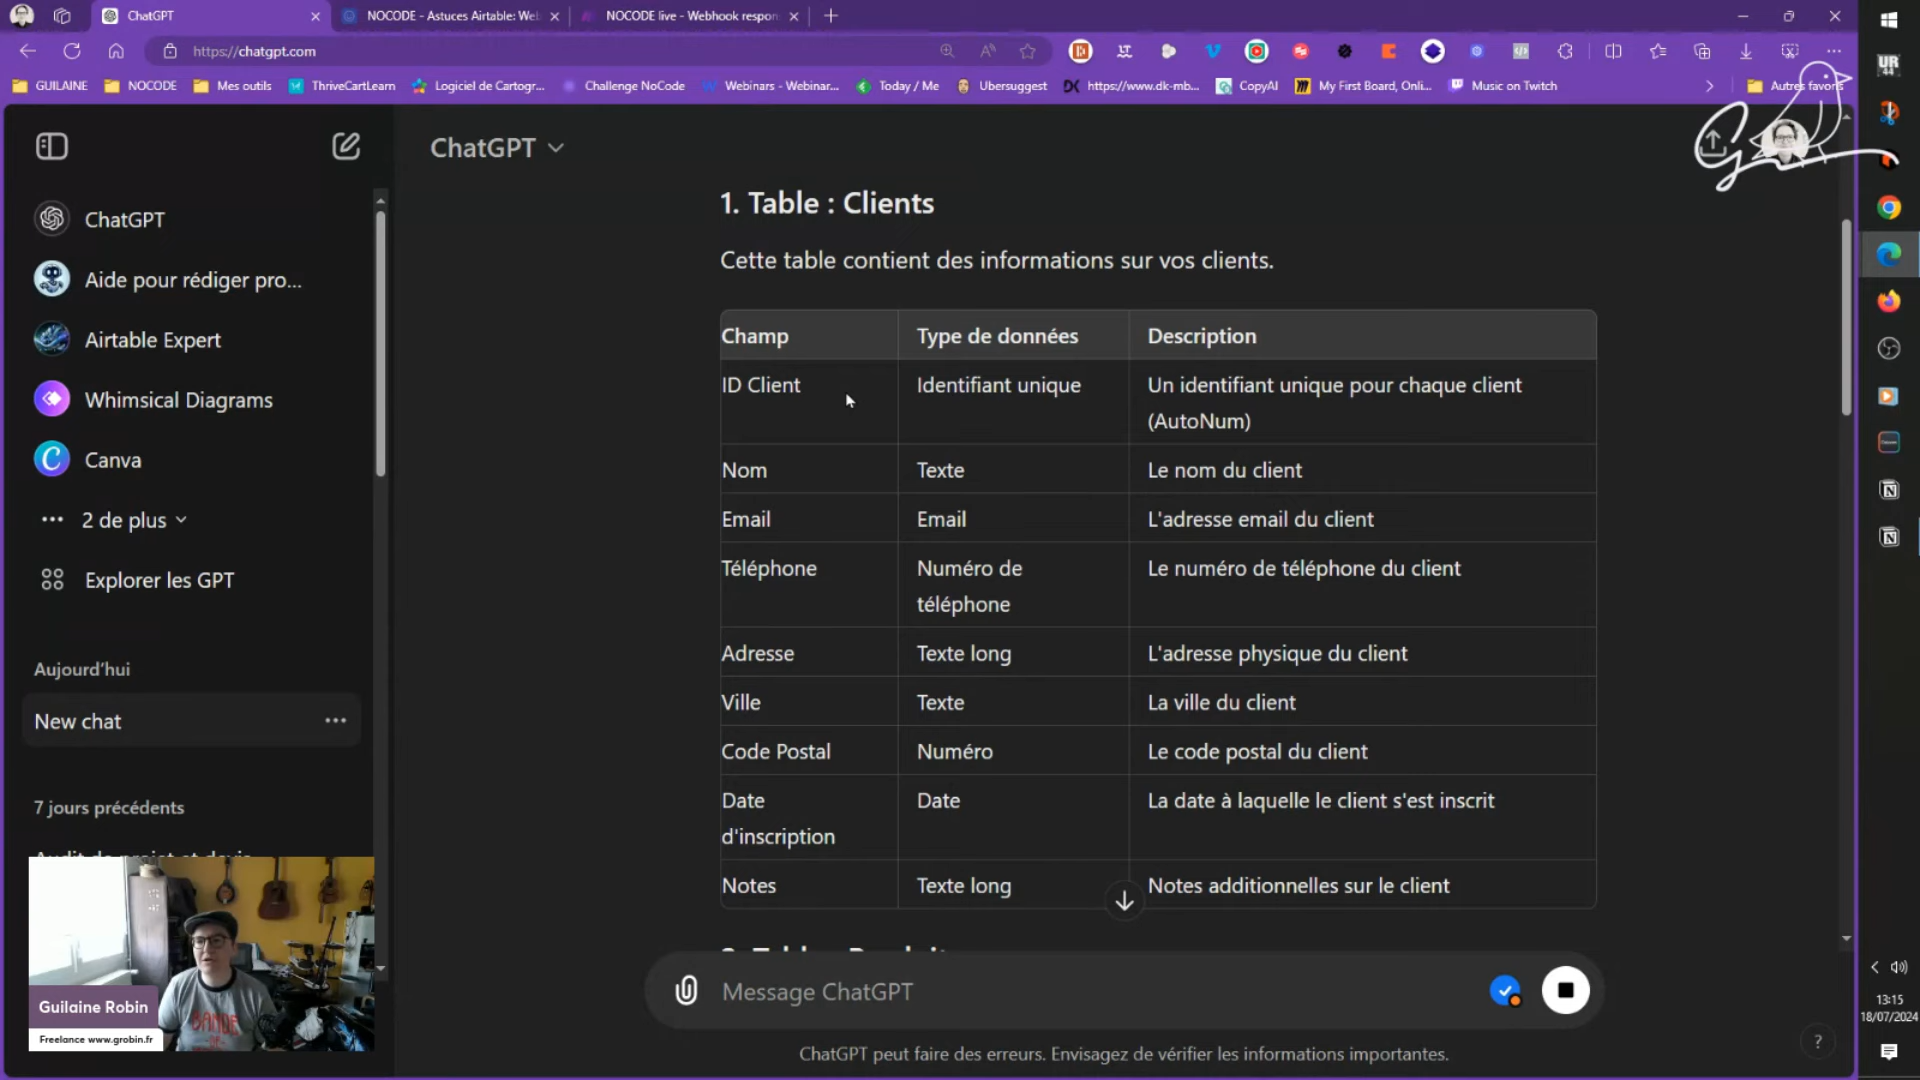 ChatGPT
NOCODE - Astuces Airtable: Wel
NOCODE live - Webhook respon
https://chatgpt.com
GUILAINE
NOCODE
Mes outils
ThriveCartLearn
Logiciel de Cartogr...
Challenge NoCode
Webinars - Webinar...
Today / Me
Ubersuggest
https://www.dk-mb...
CopyAI
My First Board, Onli...
Music on Twitch
Autres favoris
UR
44
ChatGPT
ChatGPT
Aide pour rédiger pro...
Airtable Expert
Whimsical Diagrams
Canva
2 de plus
Explorer les GPT
Aujourd'hui
New chat
7 jours précédents
1. Table : Clients
Cette table contient des informations sur vos clients.
Champ Type de données Description
ID Client Identifiant unique Un identifiant unique pour chaque client
(AutoNum)
Nom Texte Le nom du client
Email Email L'adresse email du client
Téléphone Numéro de Le numéro de téléphone du client
téléphone
Adresse Texte long L'adresse physique du client
Ville Texte La ville du client
Code Postal Numéro Le code postal du client
Date Date La date à laquelle le client s'est inscrit
d'inscription
Notes Texte long Notes additionnelles sur le client
Message ChatGPT
ChatGPT peut faire des erreurs. Envisagez de vérifier les informations importantes.
?
Guilaine Robin
Freelance www.grobin.fr
BANDE
13:15
18/07/2024